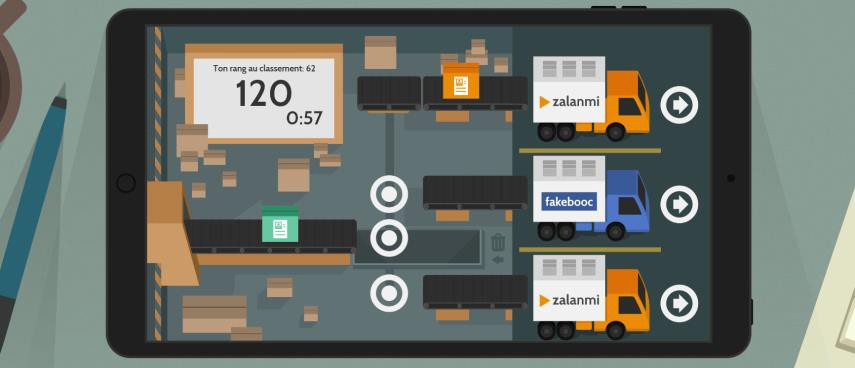 Ton rang au classement: 62
120
0:57
zalanmi
fakebooc
zalanmi